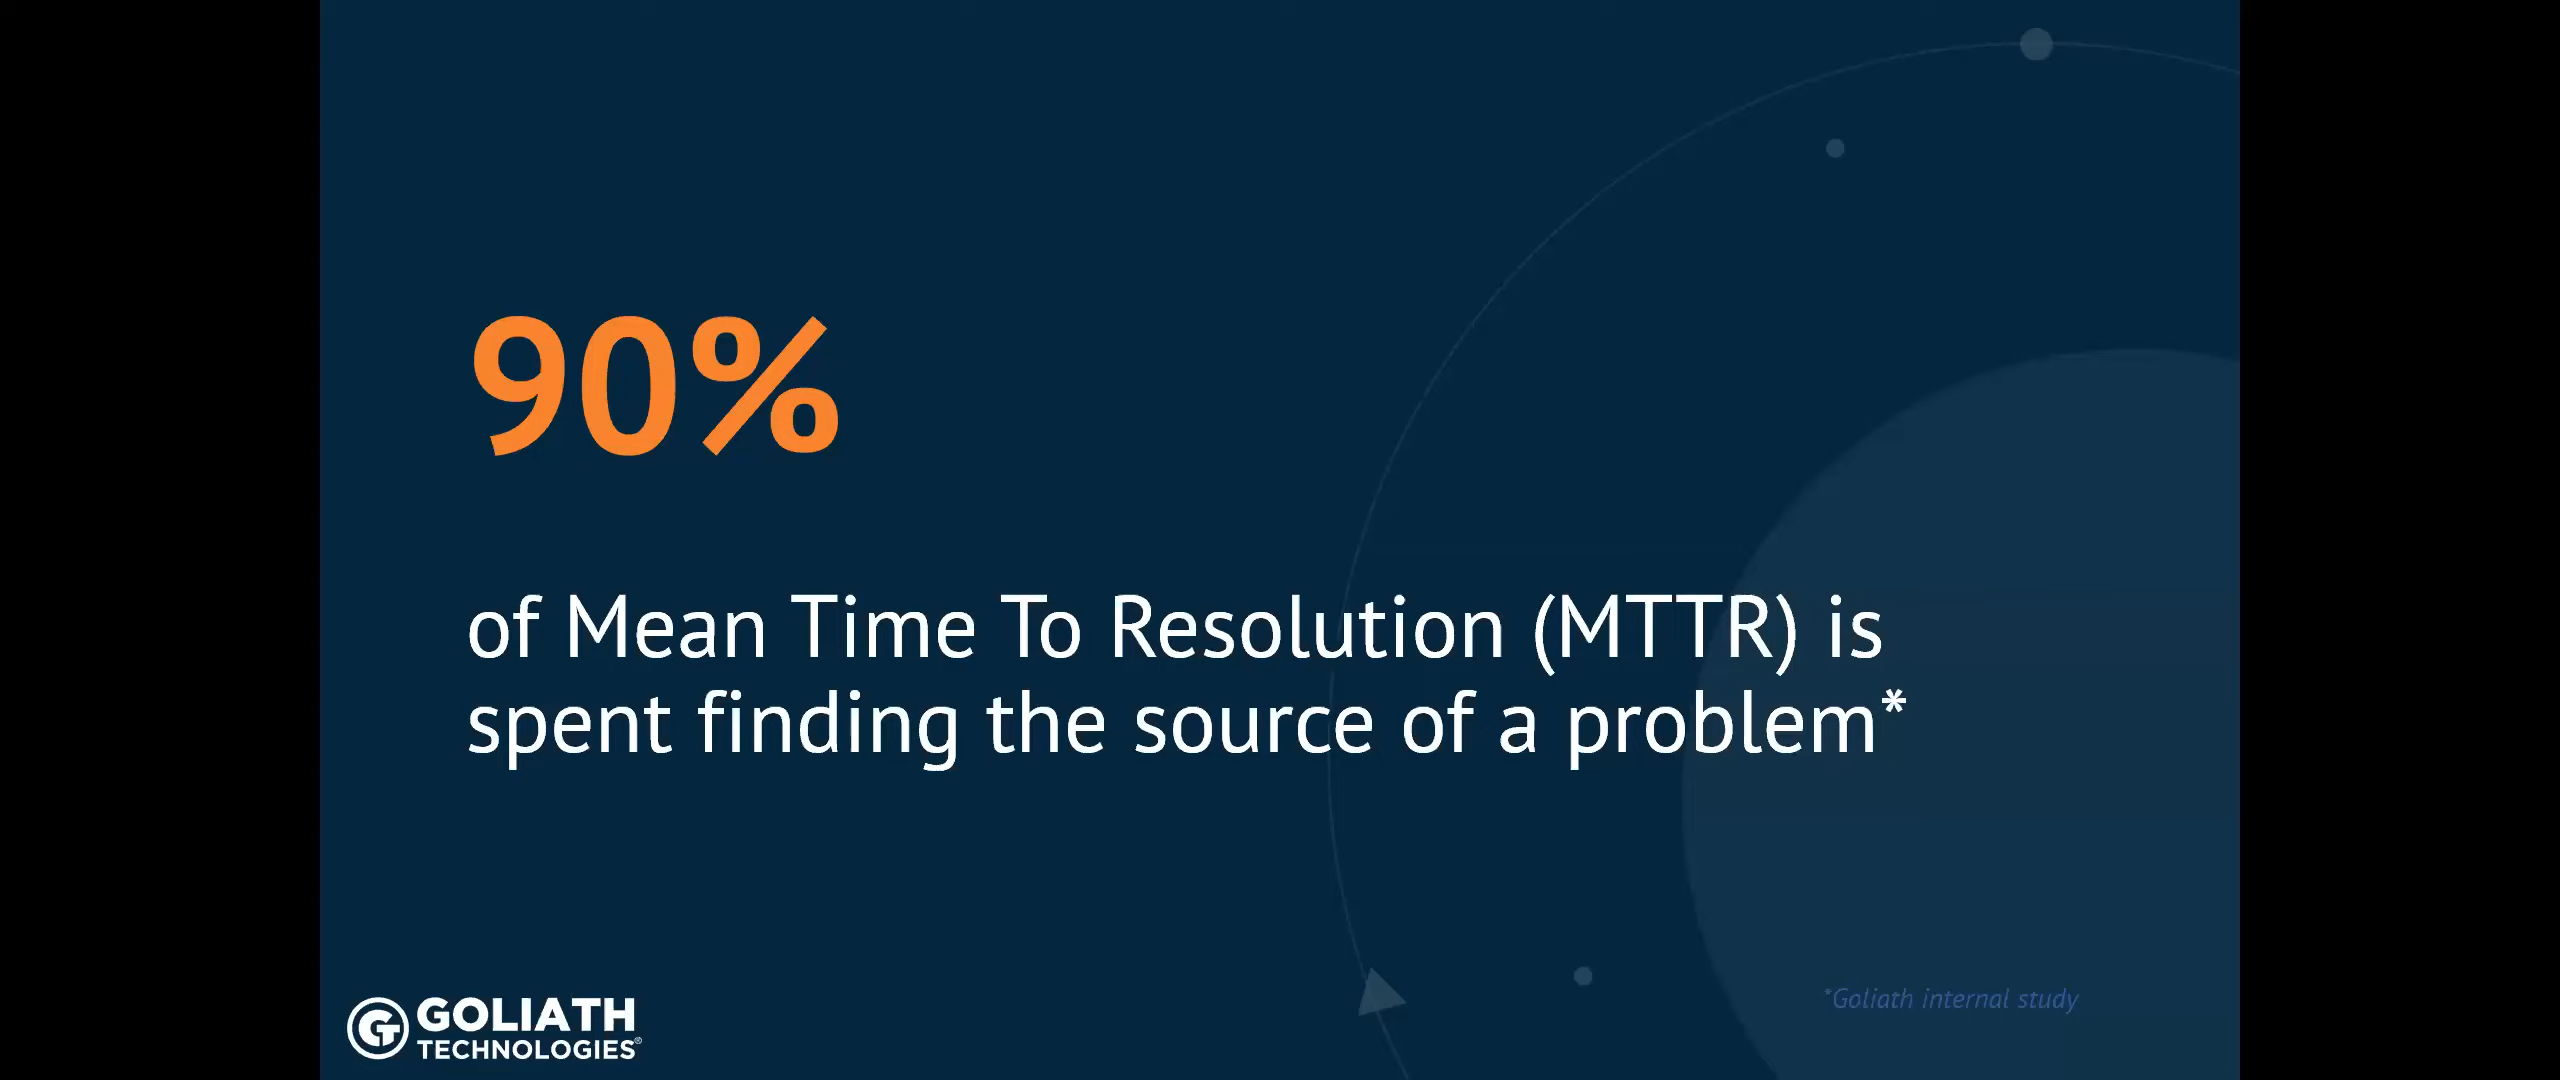 90%
of Mean Time To Resolution (MTTR) is
spent finding the source of a problem*
*Goliath internal study
GOLIATH
TECHNOLOGIES®